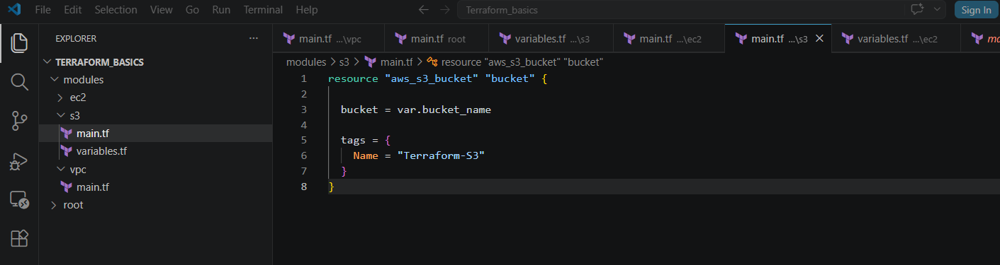 File Edit Selection View Go Run Terminal Help Terraform_basics Sign In
EXPLORER ...
main.tf ...\vpc main.tf root variables.tf ...\s3 main.tf ...\ec2 main.tf ...\s3 variables.tf ...\ec2
TERRAFORM_BASICS
modules
ec2
s3
main.tf
variables.tf
vpc
main.tf
root
modules > s3 > main.tf > resource "aws_s3_bucket" "bucket"
1 resource "aws_s3_bucket" "bucket" {
2
3 bucket = var.bucket_name
4
5 tags = {
6 Name = "Terraform-S3"
7 }
8 }